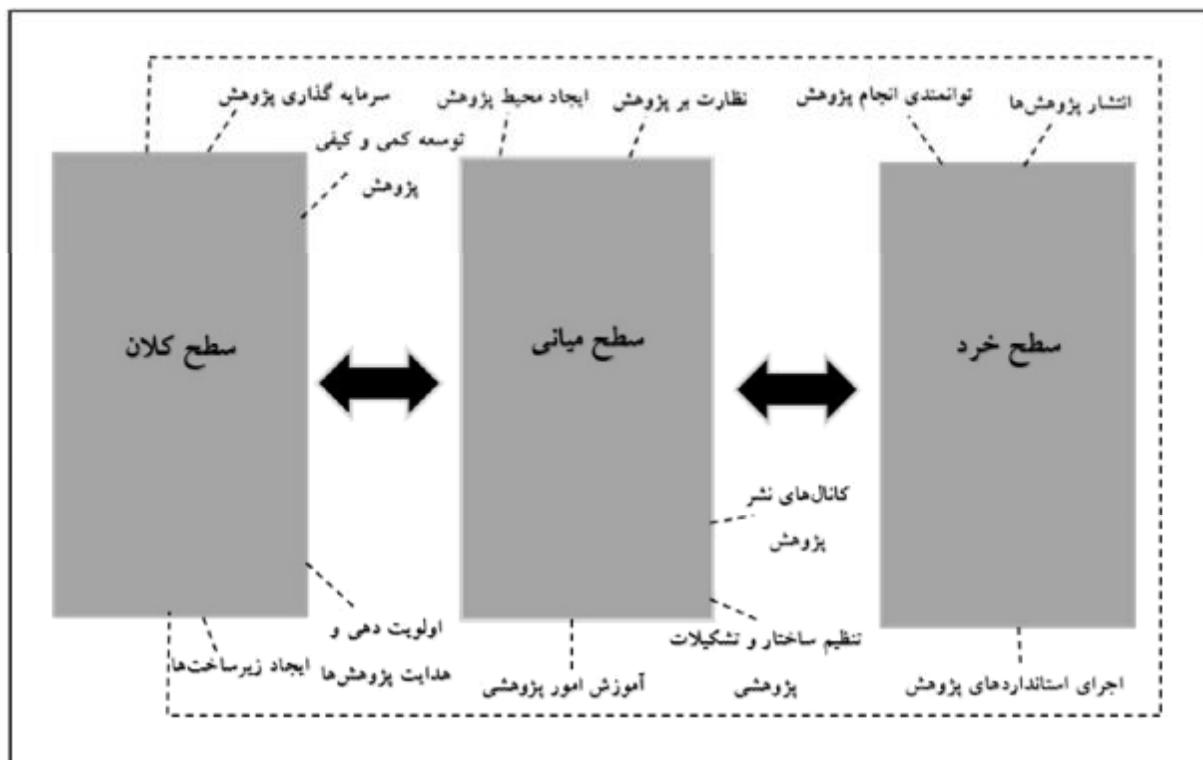 انتشار پژوهش‌ها
توانمندی انجام پژوهش
سطح خرد
اجرای استانداردهای پژوهش
نظارت بر پژوهش
ایجاد محیط پژوهش
سطح میانی
کانال‌های نشر
پژوهش
تنظیم ساختار و تشکیلات
پژوهشی
آموزش امور پژوهشی
سرمایه گذاری پژوهش
توسعه کمی و کیفی
پژوهش
سطح کلان
اولویت دهی و
هدایت پژوهش‌ها
ایجاد زیرساخت‌ها